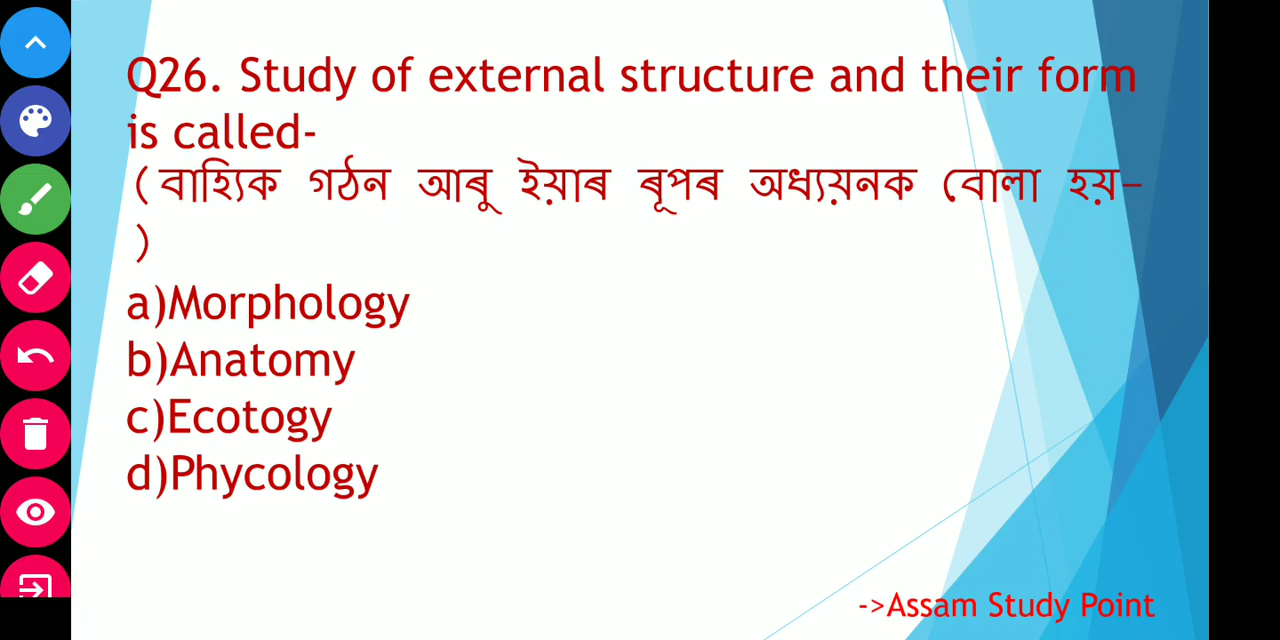 Q26. Study of external structure and their form
is called-
( বাহ্যিক গঠন আৰু ইয়াৰ ৰূপৰ অধ্যয়নক বোলা হয়–
)
a)Morphology
b)Anatomy
c)Ecotogy
d)Phycology
->Assam Study Point